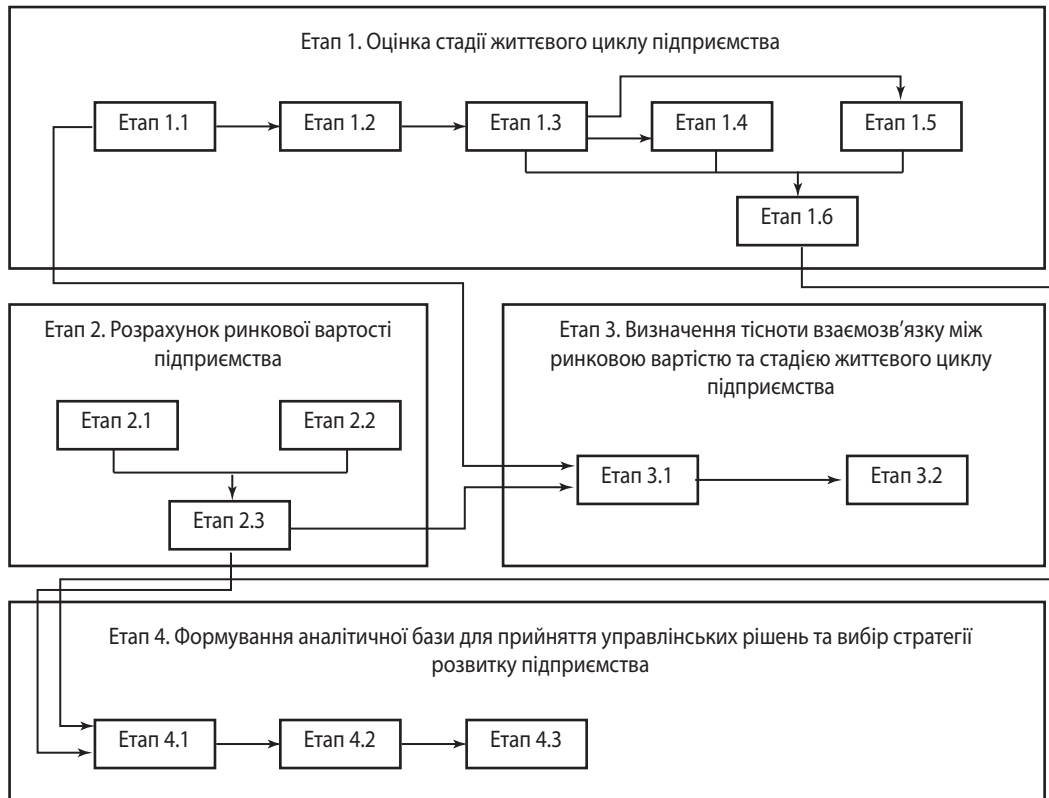 Етап 1. Оцінка стадії життєвого циклу підприємства
Етап 1.1
Етап 1.2
Етап 1.3
Етап 1.4
Етап 1.5
Етап 1.6
Етап 2. Розрахунок ринкової вартості
підприємства
Етап 2.1
Етап 2.2
Етап 2.3
Етап 3. Визначення тісноти взаємозв'язку між
ринковою вартістю та стадією життєвого циклу
підприємства
Етап 3.1
Етап 3.2
Етап 4. Формування аналітичної бази для прийняття управлінських рішень та вибір стратегії
розвитку підприємства
Етап 4.1
Етап 4.2
Етап 4.3